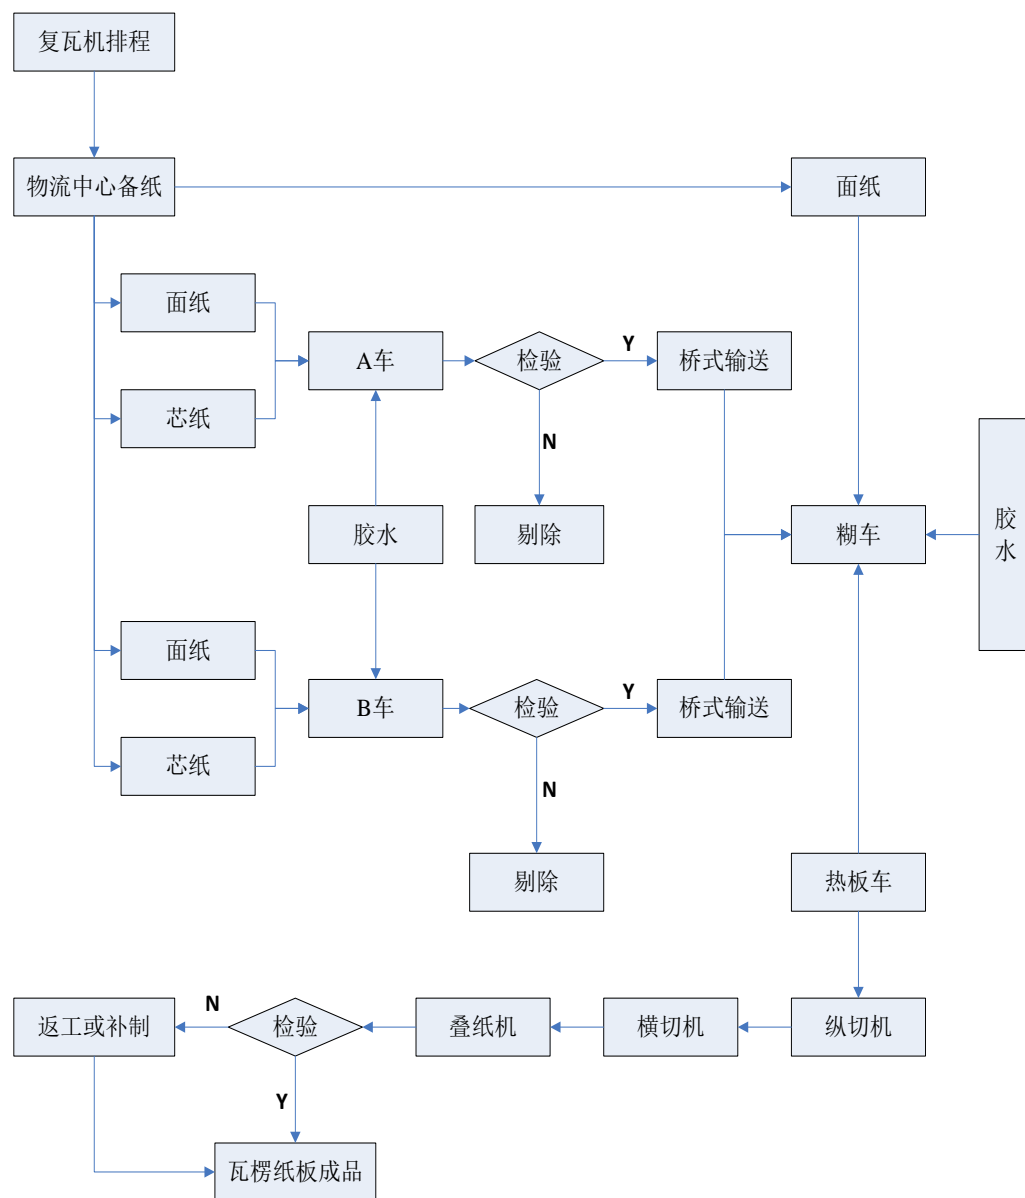 复瓦机排程
物流中心备纸
面纸
面纸
A车
检验
Y
桥式输送
芯纸
N
胶水
剔除
糊车
胶
水
面纸
B车
检验
Y
桥式输送
芯纸
N
剔除
热板车
返工或补制
N
检验
叠纸机
横切机
纵切机
Y
瓦楞纸板成品